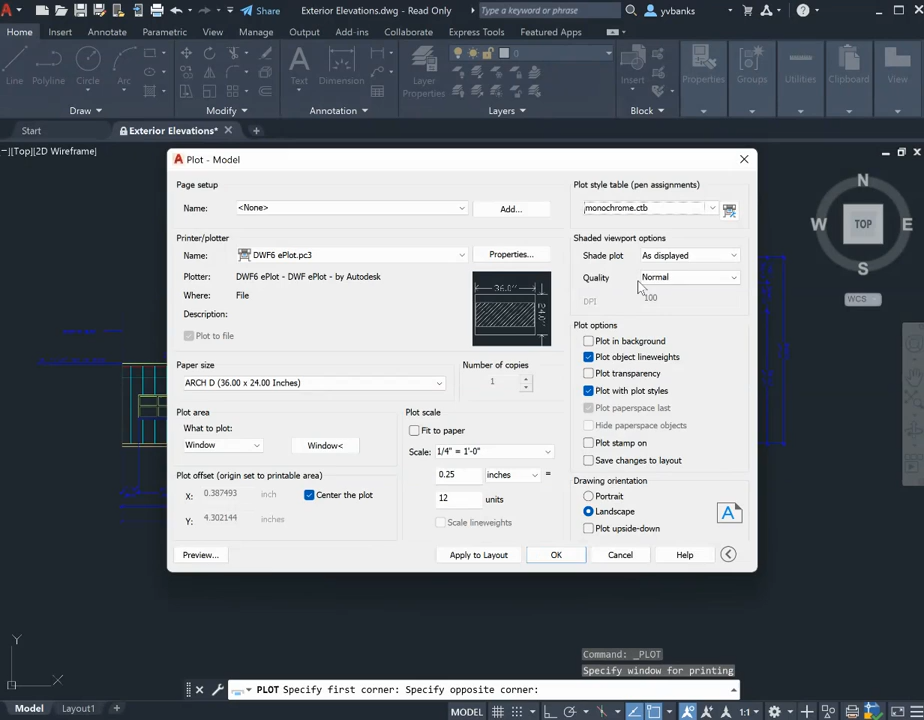 Share
Exterior Elevations.dwg - Read Only
Type a keyword or phrase
yvbanks
Home Insert Annotate Parametric View Manage Output Add-ins Collaborate Express Tools Featured Apps
Line Polyline Circle Arc Text Dimension Layer Properties 0 Insert Properties Groups Utilities Clipboard View
Draw Modify Annotation Layers Block
Start Exterior Elevations*
-][Top][2D Wireframe]
Plot - Model
Page setup
Name: <None> Add...
Printer/plotter
Name: DWF6 ePlot.pc3 Properties...
Plotter: DWF6 ePlot - DWF ePlot - by Autodesk
Where: File
Description:
Plot to file
36.0''
24.0''
Paper size
ARCH D (36.00 x 24.00 Inches)
Number of copies
1
Plot area
What to plot:
Window Window<
Plot offset (origin set to printable area)
X: 0.387493 inch
Center the plot
Y: 4.302144 inches
Plot scale
Fit to paper
Scale: 1/4" = 1'-0"
0.25 inches =
12 units
Scale lineweights
Plot style table (pen assignments)
monochrome.ctb
Shaded viewport options
Shade plot As displayed
Quality Normal
DPI 100
Plot options
Plot in background
Plot object lineweights
Plot transparency
Plot with plot styles
Plot paperspace last
Hide paperspace objects
Plot stamp on
Save changes to layout
Drawing orientation
Portrait
Landscape
Plot upside-down
A
Preview... Apply to Layout OK Cancel Help
N
W TOP E
S
WCS
Y
X
Command: _PLOT
Specify window for printing
PLOT Specify first corner: Specify opposite corner:
Model Layout1 MODEL 1:1